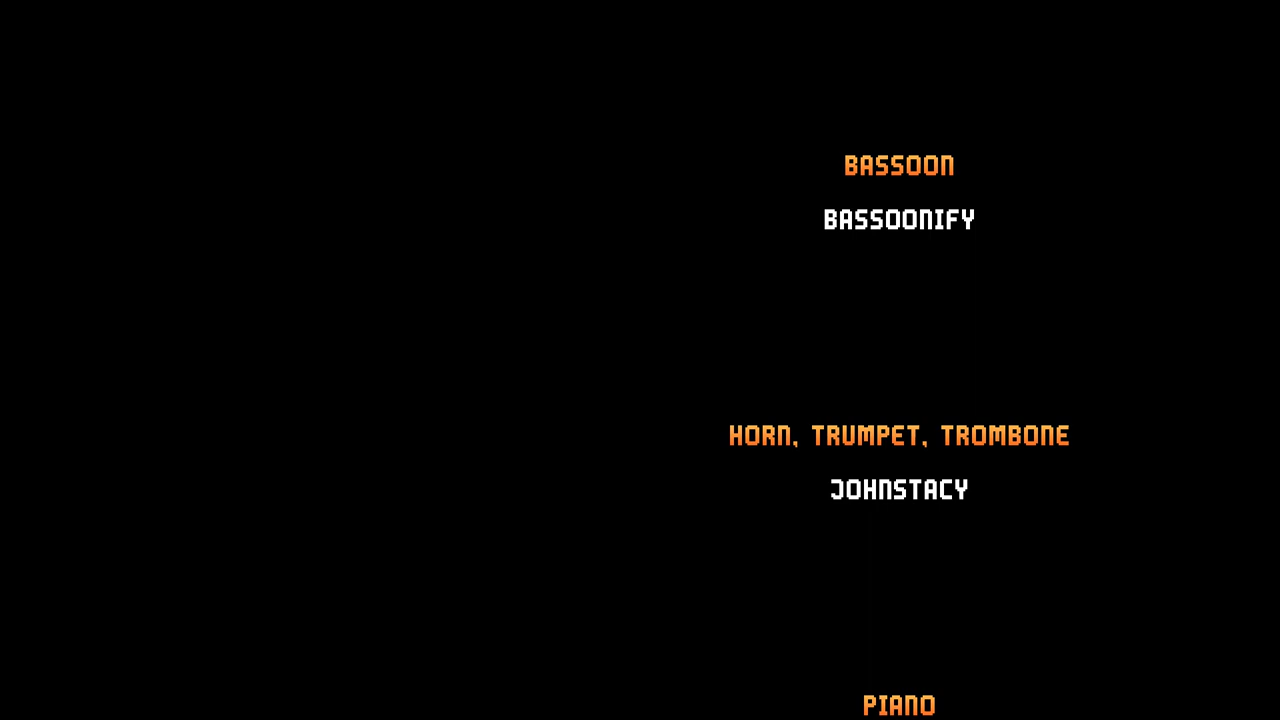 BASSOON
BASSOONIFY
HORN, TRUMPET, TROMBONE
JOHNSTACY
PIANO